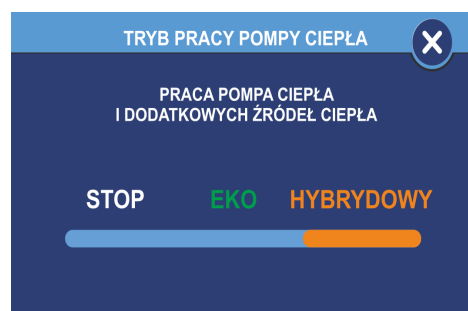 TRYB PRACY POMPY CIEPŁA
X
PRACA POMPA CIEPŁA
I DODATKOWYCH ŹRÓDEŁ CIEPŁA
STOP EKO HYBRYDOWY